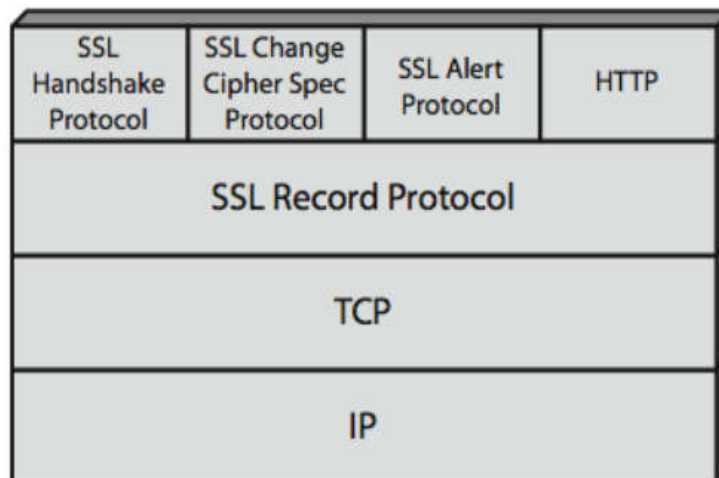 SSL
Handshake
Protocol
SSL Change
Cipher Spec
Protocol
SSL Alert
Protocol
HTTP
SSL Record Protocol
TCP
IP